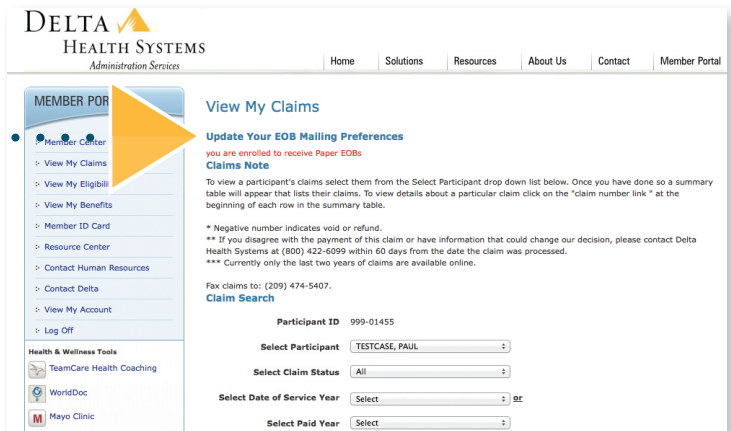 DELTA
HEALTH SYSTEMS
Administration Services
Home Solutions Resources About Us Contact Member Portal
MEMBER POR
Member Center
View My Claims
View My Eligibili
View My Benefits
Member ID Card
Resource Center
Contact Human Resources
Contact Delta
View My Account
Log Off
Health & Wellness Tools
TeamCare Health Coaching
WorldDoc
M Mayo Clinic
View My Claims
Update Your EOB Mailing Preferences
you are enrolled to receive Paper EOBs
Claims Note
To view a participant's claims select them from the Select Participant drop down list below. Once you have done so a summary
table will appear that lists their claims. To view details about a particular claim click on the "claim number link " at the
beginning of each row in the summary table.
* Negative number indicates void or refund.
** If you disagree with the payment of this claim or have information that could change our decision, please contact Delta
Health Systems at (800) 422-6099 within 60 days from the date the claim was processed.
*** Currently only the last two years of claims are available online.
Fax claims to: (209) 474-5407.
Claim Search
Participant ID 999-01455
Select Participant TESTCASE, PAUL
Select Claim Status All
Select Date of Service Year Select or
Select Paid Year Select